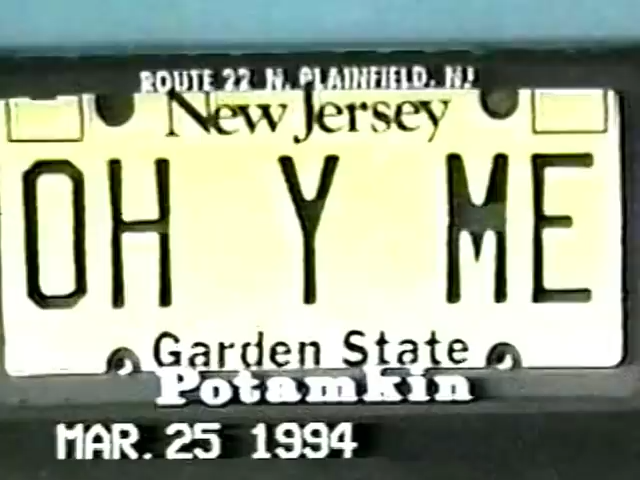 ROUTE 22 N. PLAINFIELD, NJ
New Jersey
OH Y ME
Garden State
Potamkin
MAR. 25 1994